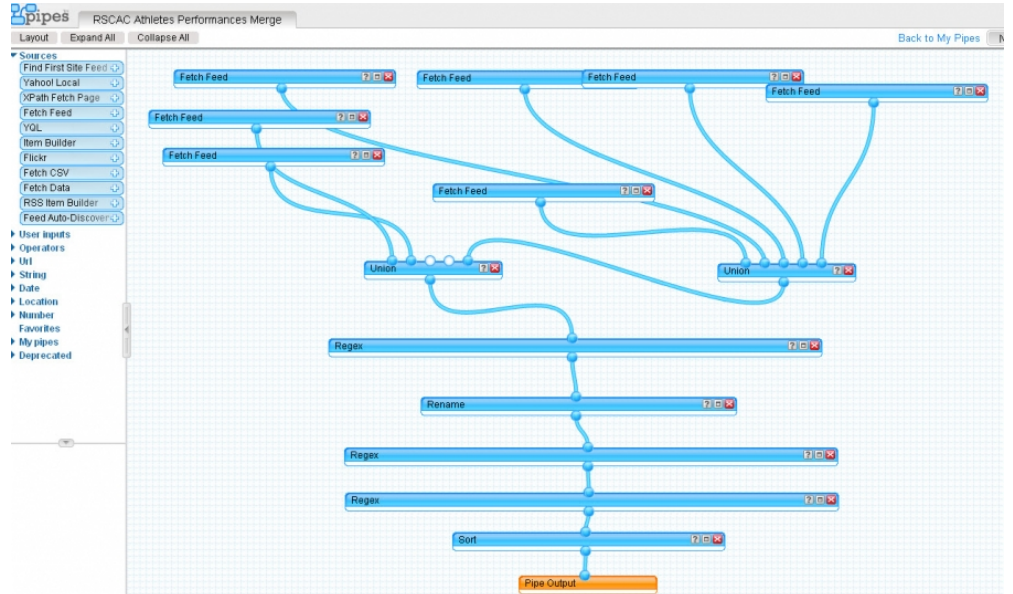 pipes
RSCAC Athletes Performances Merge
Layout Expand All Collapse All Back to My Pipes N
Sources
Find First Site Feed
Yahoo! Local
XPath Fetch Page
Fetch Feed
YQL
Item Builder
Flickr
Fetch CSV
Fetch Data
RSS Item Builder
Feed Auto-Discover
User inputs
Operators
Url
String
Date
Location
Number
Favorites
My pipes
Deprecated
Fetch Feed
Fetch Feed
Fetch Feed
Fetch Feed
Fetch Feed
Fetch Feed
Fetch Feed
Union
Union
Regex
Rename
Regex
Regex
Sort
Pipe Output